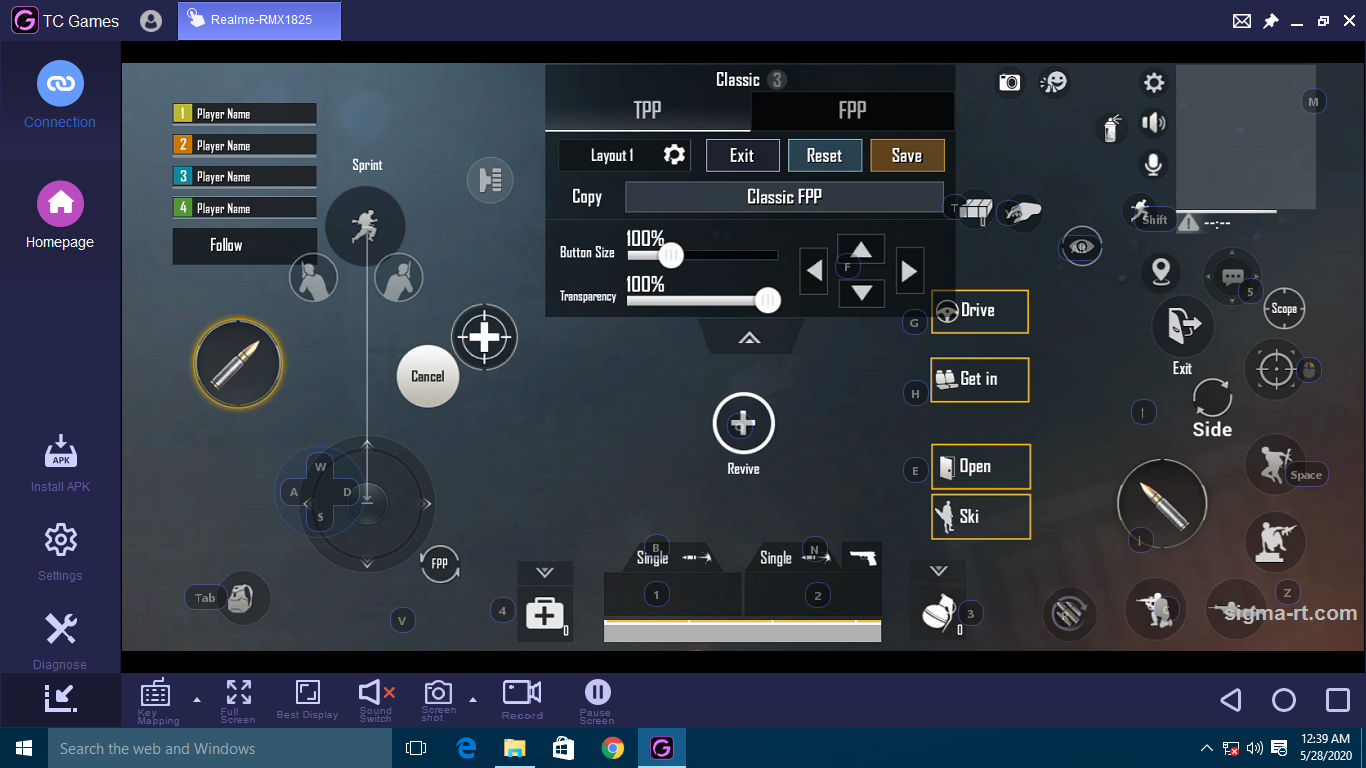 TC Games
Realme-RMX1825
Connection
Homepage
Install APK
APK
Settings
Diagnose
1 Player Name
2 Player Name
3 Player Name
4 Player Name
Follow
Sprint
Cancel
W
A D
S
Tab
FPP
V
Classic 3
TPP FPP
Layout 1 Exit Reset Save
Copy Classic FPP
Button Size 100%
Transparency 100%
F
T
Y
G Drive
H Get in
E Open
Ski
Revive
B Single
N Single
1
2
4
0
3
0
M
Shift
--:--
5
Scope
Exit
Side
↑
Space
Z
sigma-rt.com
Key Mapping
Full Screen
Best Display
Sound Switch
Screen shot
Record
Pause Screen
Search the web and Windows
12:39 AM
5/28/2020